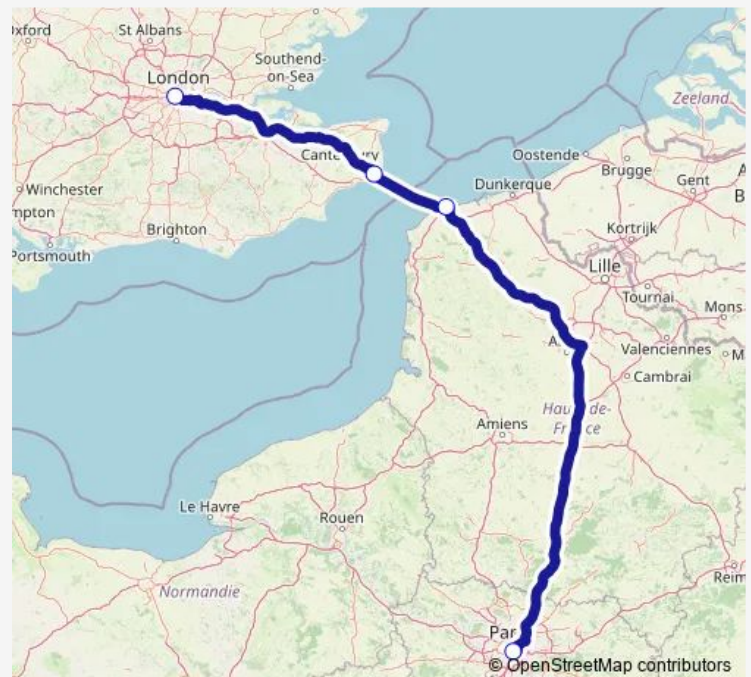 xford
St Albans
London
Southend-
on-Sea
Zeeland
Winchester
mpton
Portsmouth
Brighton
Oostende
Dunkerque
Brugge
Gent
Kortrijk
Lille
Tournai
Mons
Valenciennes
Cambrai
Amiens
Le Havre
Rouen
Normandie
Reim
Par
© OpenStreetMap contributors